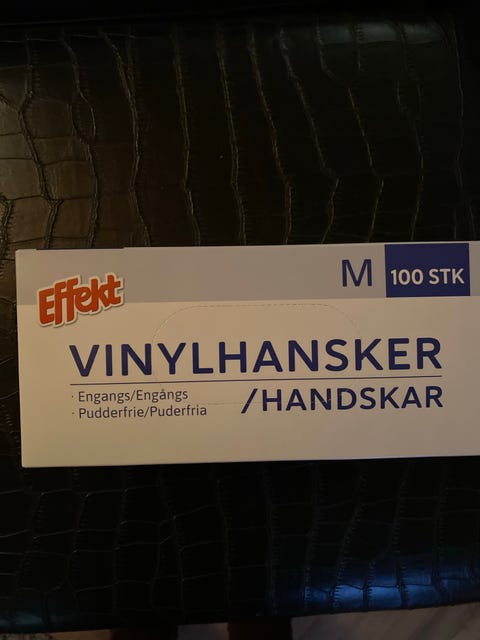 Effekt
M 100 STK
VINYLHANSKER
/HANDSKAR
· Engangs/Engångs
· Pudderfrie/Puderfria